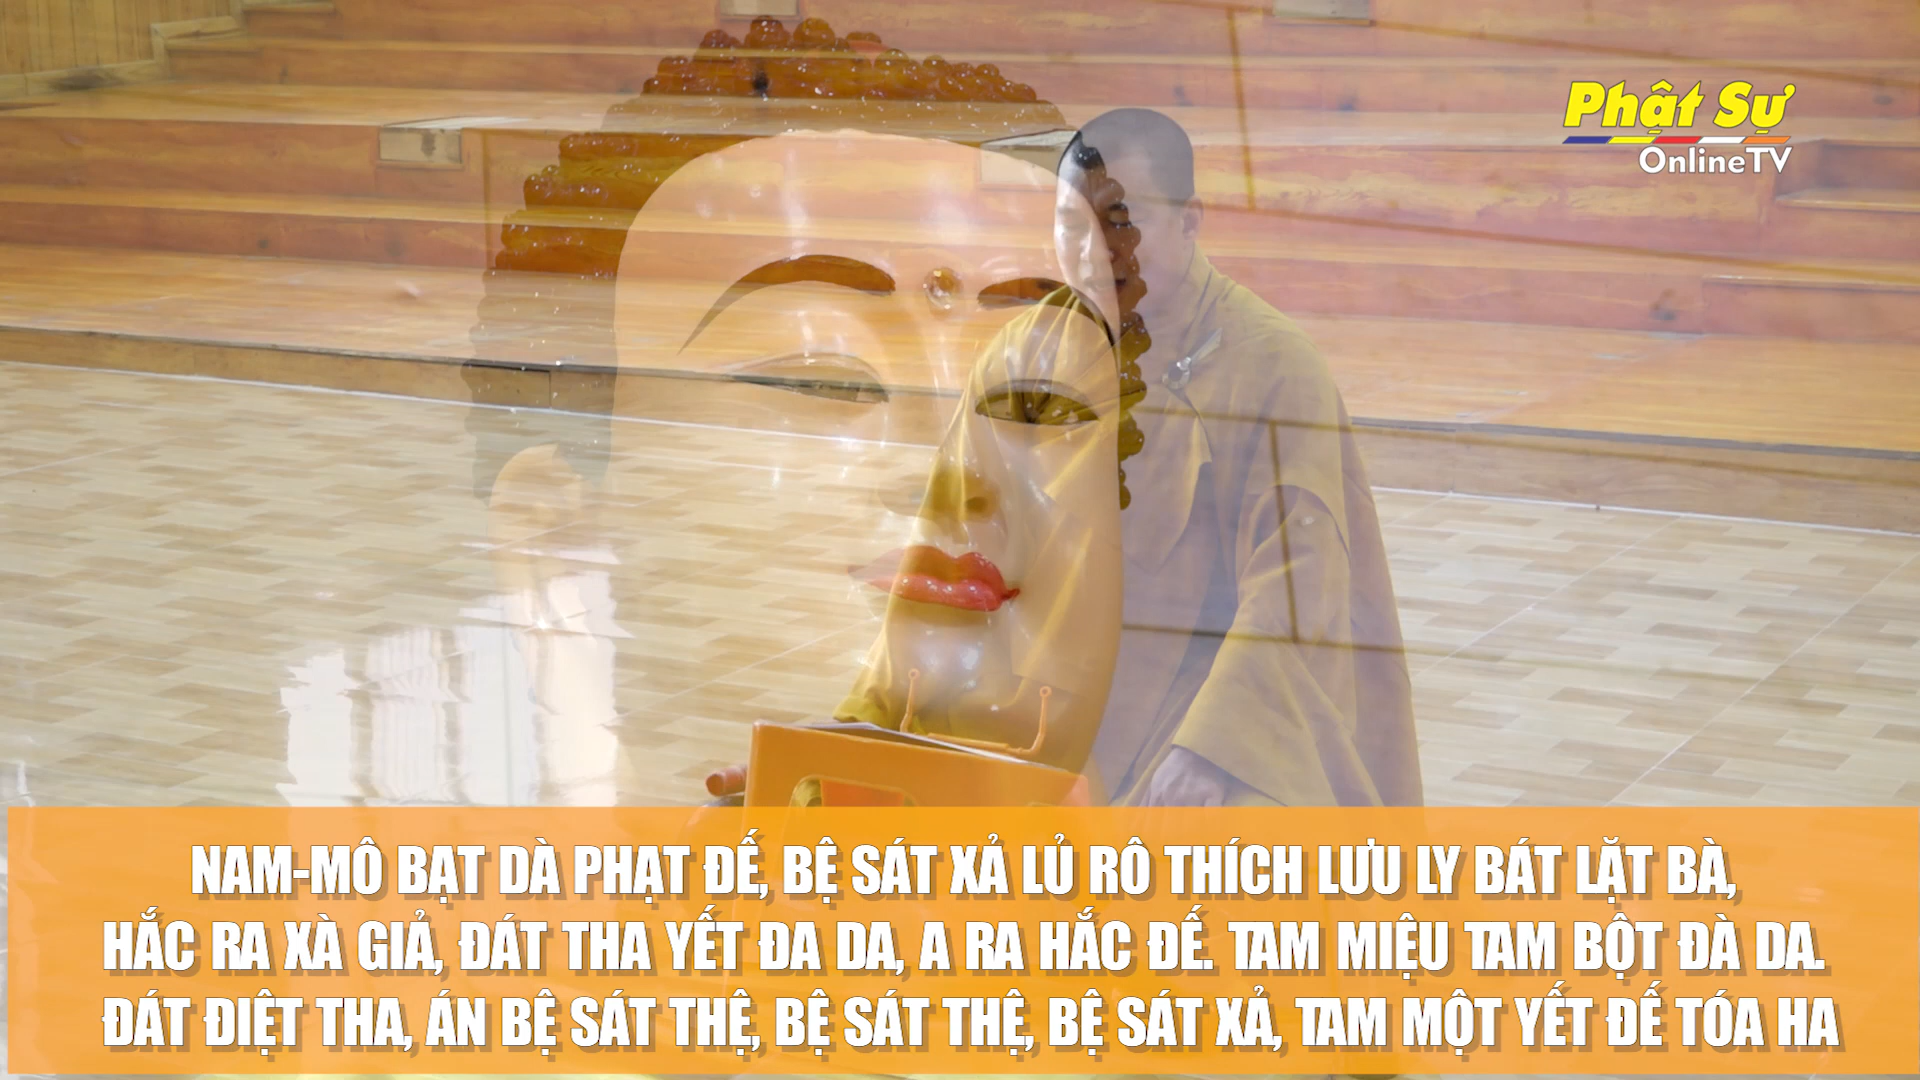 Phật Sự
OnlineTV
NAM-MÔ BẠT DÀ PHẠT ĐẾ, BỆ SÁT XẢ LỦ RÔ THÍCH LƯU LY BÁT LẶT BÀ,
HẮC RA XÀ GIẢ, ĐÁT THA YẾT ĐA DA, A RA HẮC ĐẾ. TAM MIỆU TAM BỘT ĐÀ DA.
ĐÁT ĐIỆT THA, ÁN BỆ SÁT THỆ, BỆ SÁT THỆ, BỆ SÁT XẢ, TAM MỘT YẾT ĐẾ TÓA HA